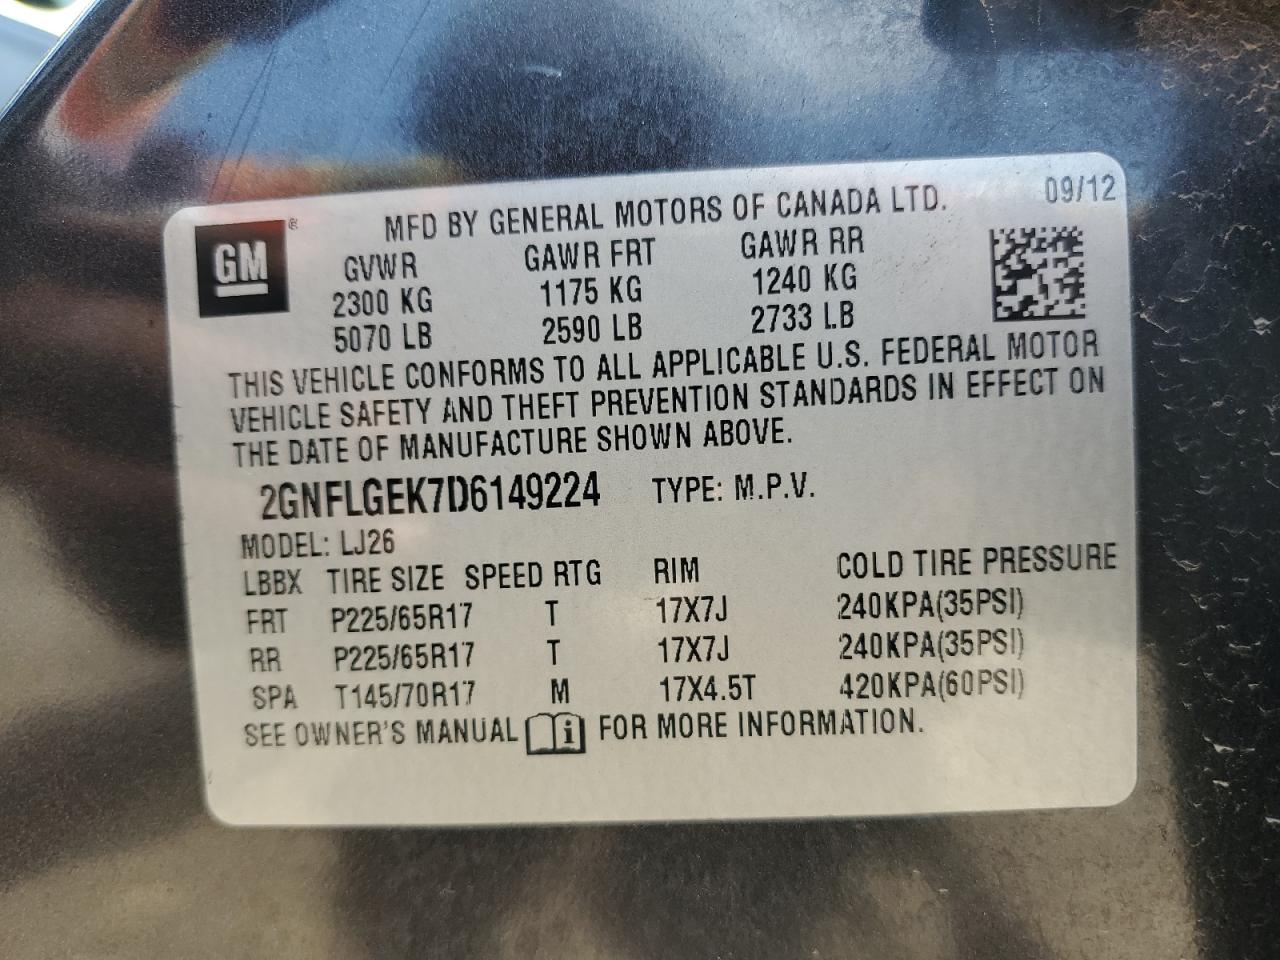 MFD BY GENERAL MOTORS OF CANADA LTD. 09/12
GM ®
GVWR GAWR FRT GAWR RR
2300 KG 1175 KG 1240 KG
5070 LB 2590 LB 2733 LB
THIS VEHICLE CONFORMS TO ALL APPLICABLE U.S. FEDERAL MOTOR
VEHICLE SAFETY AND THEFT PREVENTION STANDARDS IN EFFECT ON
THE DATE OF MANUFACTURE SHOWN ABOVE.
2GNFLGEK7D6149224 TYPE: M.P.V.
MODEL: LJ26
LBBX TIRE SIZE SPEED RTG RIM COLD TIRE PRESSURE
FRT P225/65R17 T 17X7J 240KPA(35PSI)
RR P225/65R17 T 17X7J 240KPA(35PSI)
SPA T145/70R17 M 17X4.5T 420KPA(60PSI)
SEE OWNER'S MANUAL i FOR MORE INFORMATION.